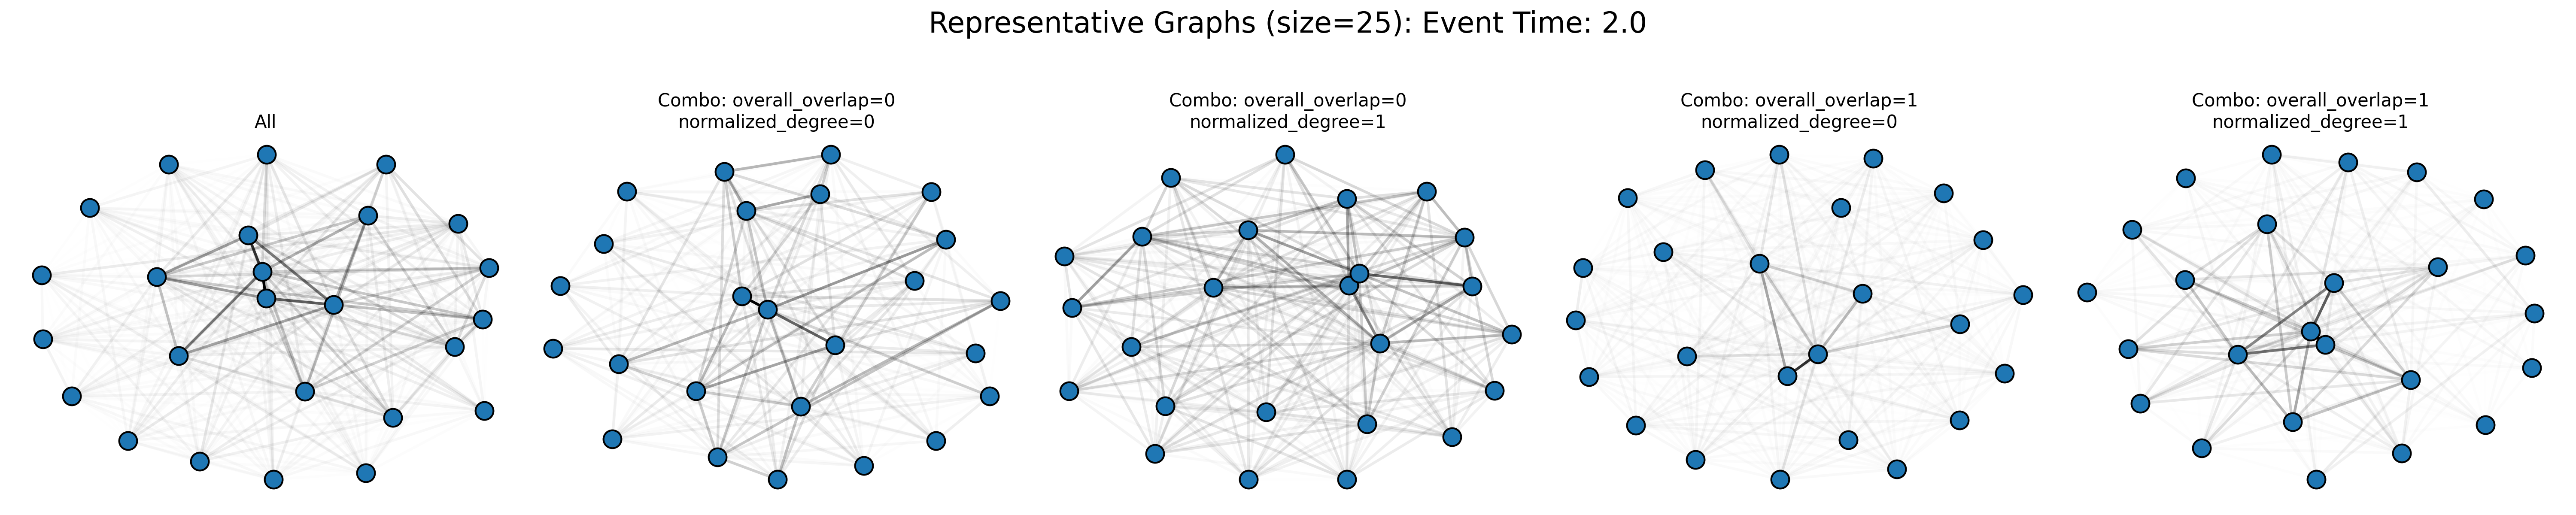 Representative Graphs (size=25): Event Time: 2.0
All
Combo: overall_overlap=0
normalized_degree=0
Combo: overall_overlap=0
normalized_degree=1
Combo: overall_overlap=1
normalized_degree=0
Combo: overall_overlap=1
normalized_degree=1